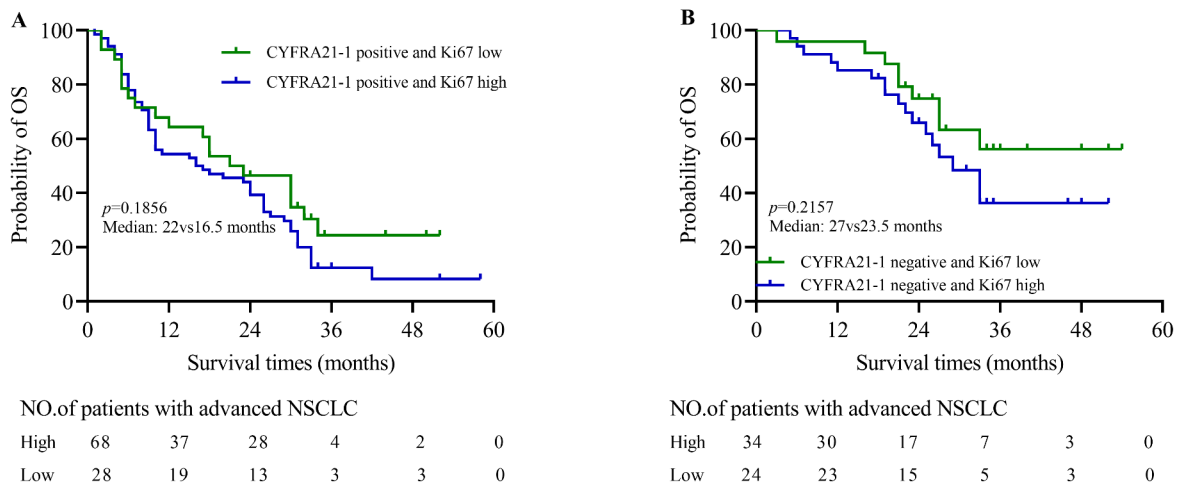 A
100
80
60
40
20
0
Probability of OS
CYFRA21-1 positive and Ki67 low
CYFRA21-1 positive and Ki67 high
p=0.1856
Median: 22vs16.5 months
0 12 24 36 48 60
Survival times (months)
NO.of patients with advanced NSCLC
High 68 37 28 4 2 0
Low 28 19 13 3 3 0
B
100
80
60
40
20
0
Probability of OS
p=0.2157
Median: 27vs23.5 months
CYFRA21-1 negative and Ki67 low
CYFRA21-1 negative and Ki67 high
0 12 24 36 48 60
Survival times (months)
NO.of patients with advanced NSCLC
High 34 30 17 7 3 0
Low 24 23 15 5 3 0